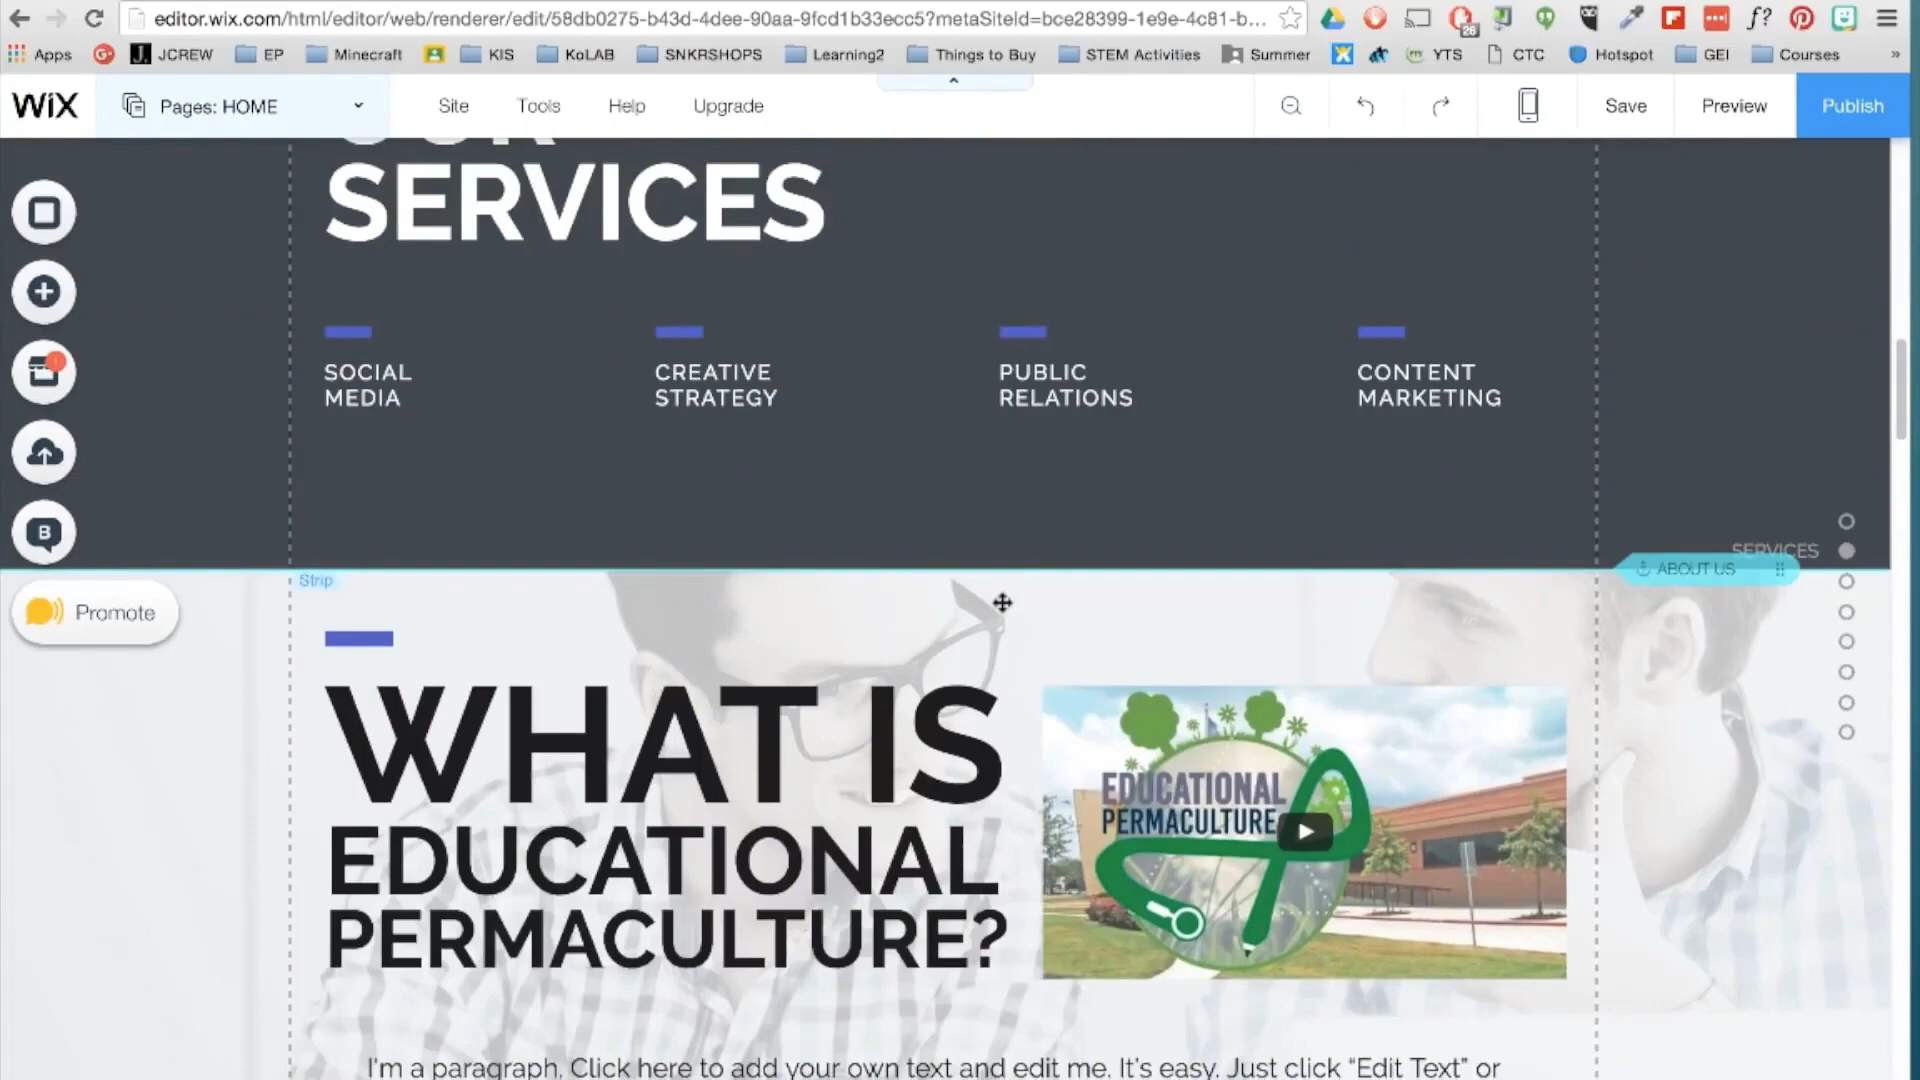 editor.wix.com/html/editor/web/renderer/edit/58db0275-b43d-4dee-90aa-9fcd1b33ecc5?metaSiteId=bce28399-1e9e-4c81-b...
26
f?
Apps
J.
JCREW
EP
Minecraft
KIS
KoLAB
SNKRSHOPS
Learning2
Things to Buy
STEM Activities
Summer
YTS
CTC
Hotspot
GEI
Courses
»
WiX
Pages: HOME
Site
Tools
Help
Upgrade
Save
Preview
Publish
OUR
SERVICES
SOCIAL
MEDIA
CREATIVE
STRATEGY
PUBLIC
RELATIONS
CONTENT
MARKETING
B
SERVICES
ABOUT US
Strip
Promote
WHAT IS
EDUCATIONAL
PERMACULTURE?
EDUCATIONAL
PERMACULTURE
I'm a paragraph. Click here to add your own text and edit me. It's easy. Just click “Edit Text” or